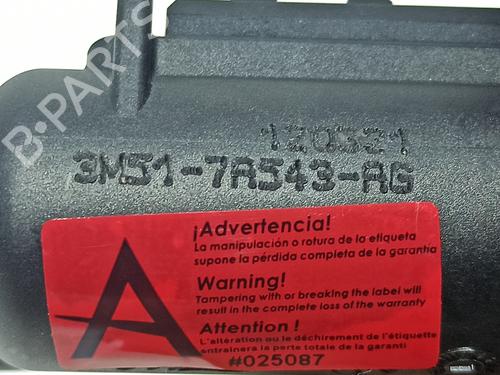 B-PARTS
120321
3M51-7A543-AG
A
¡Advertencia!
La manipulación o rotura de la etiqueta
supone la pérdida completa de la garantía
Warning!
Tampering with or breaking the label will
result in the complete loss of the warranty
Attention !
L'altération ou le déchirement de l'étiquette
entraînera la perte totale de la garanti
#025087